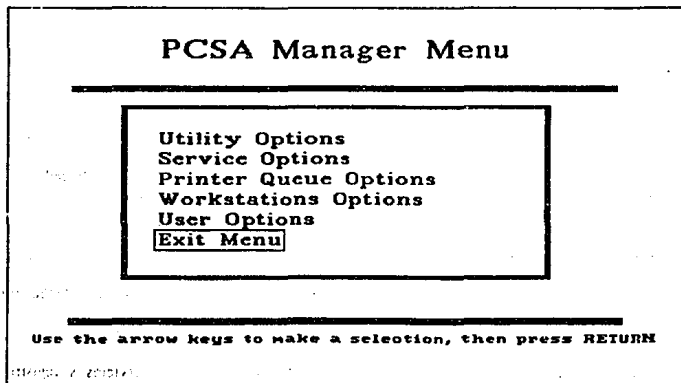 PCSA Manager Menu
Utility Options
Service Options
Printer Queue Options
Workstations Options
User Options
Exit Menu
Use the arrow keys to make a selection, then press RETURN